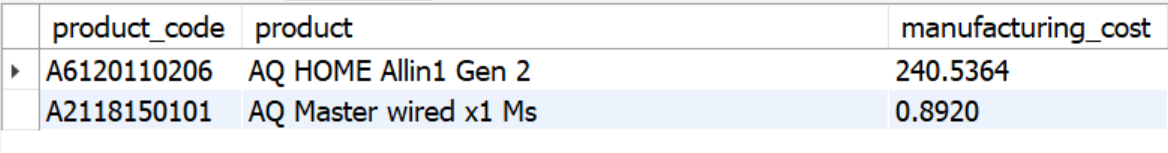 product_code product manufacturing_cost
A6120110206 AQ HOME Allin1 Gen 2 240.5364
A2118150101 AQ Master wired x1 Ms 0.8920